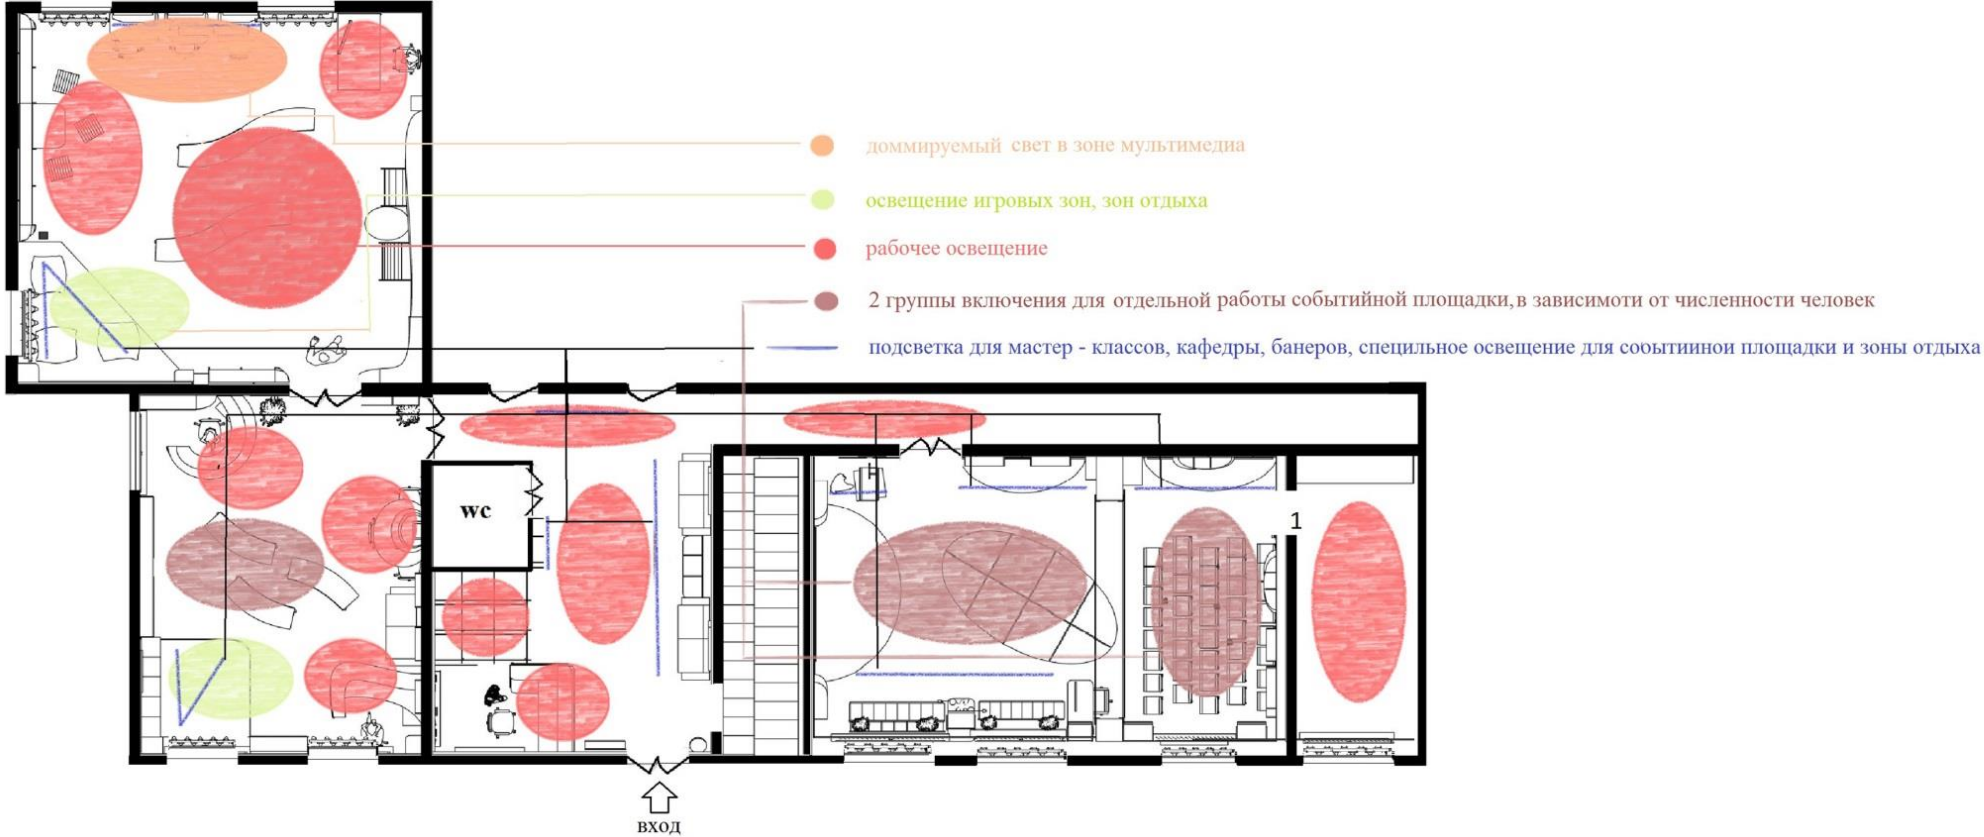 доммируемый свет в зоне мультимедиа
освещение игровых зон, зон отдыха
рабочее освещение
2 группы включения для отдельной работы событийной площадки, в зависимоти от численности человек
подсветка для мастер - классов, кафедры, банеров, специльное освещение для событииной площадки и зоны отдыха
wc
1
вход